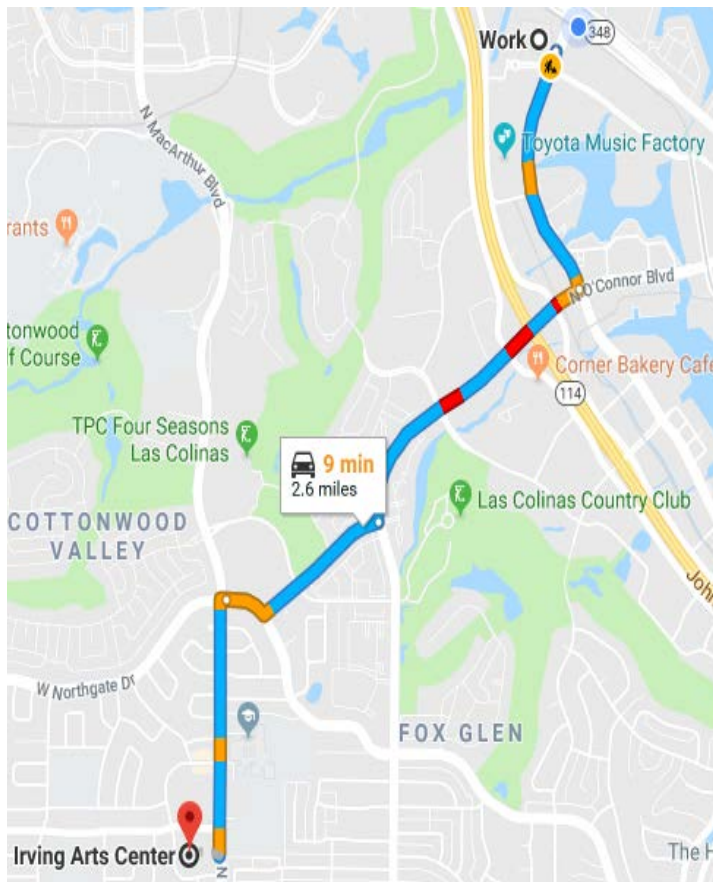 Work
348
Toyota Music Factory
N MacArthur Blvd
rants
N O'Connor Blvd
tonwood
f Course
Corner Bakery Cafe
114
TPC Four Seasons
Las Colinas
9 min
2.6 miles
Las Colinas Country Club
COTTONWOOD
VALLEY
John
W Northgate Dr
FOX GLEN
Irving Arts Center
N
The H